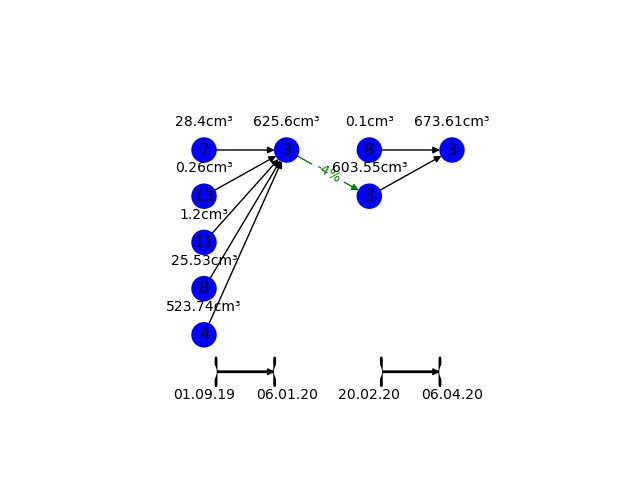 28.4cm³ 625.6cm³ 0.1cm³ 673.61cm³
7 3 8 3
0.26cm³ -4% 603.55cm³
13 3
1.2cm³
11
25.53cm³
8
523.74cm³
4
01.09.19 06.01.20 20.02.20 06.04.20